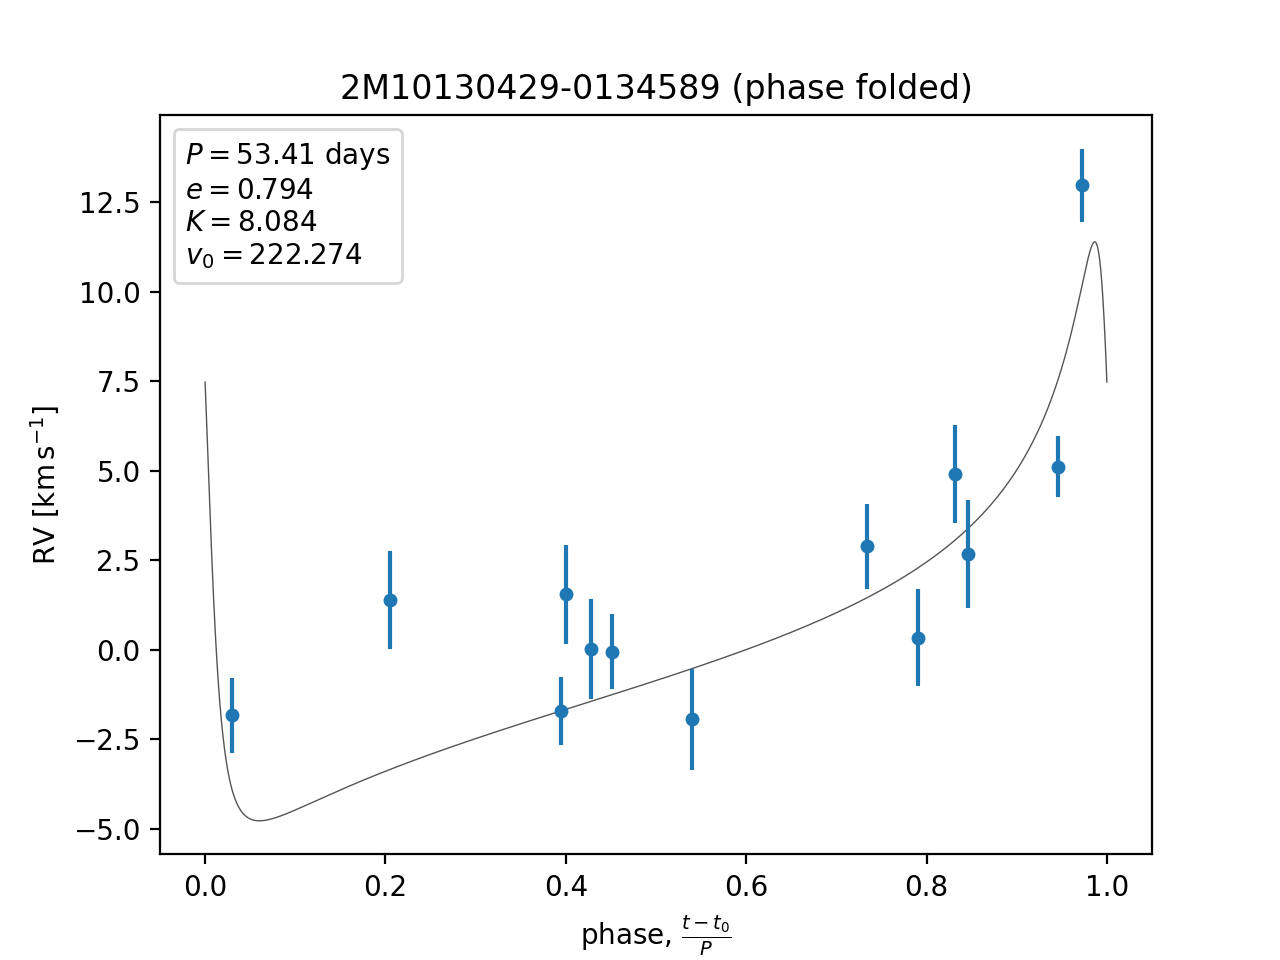 2M10130429-0134589 (phase folded)
P = 53.41 days
e = 0.794
K = 8.084
v₀ = 222.274
12.5
10.0
7.5
5.0
2.5
0.0
−2.5
−5.0
RV [km s⁻¹]
0.0 0.2 0.4 0.6 0.8 1.0
phase, (t − t₀)/P